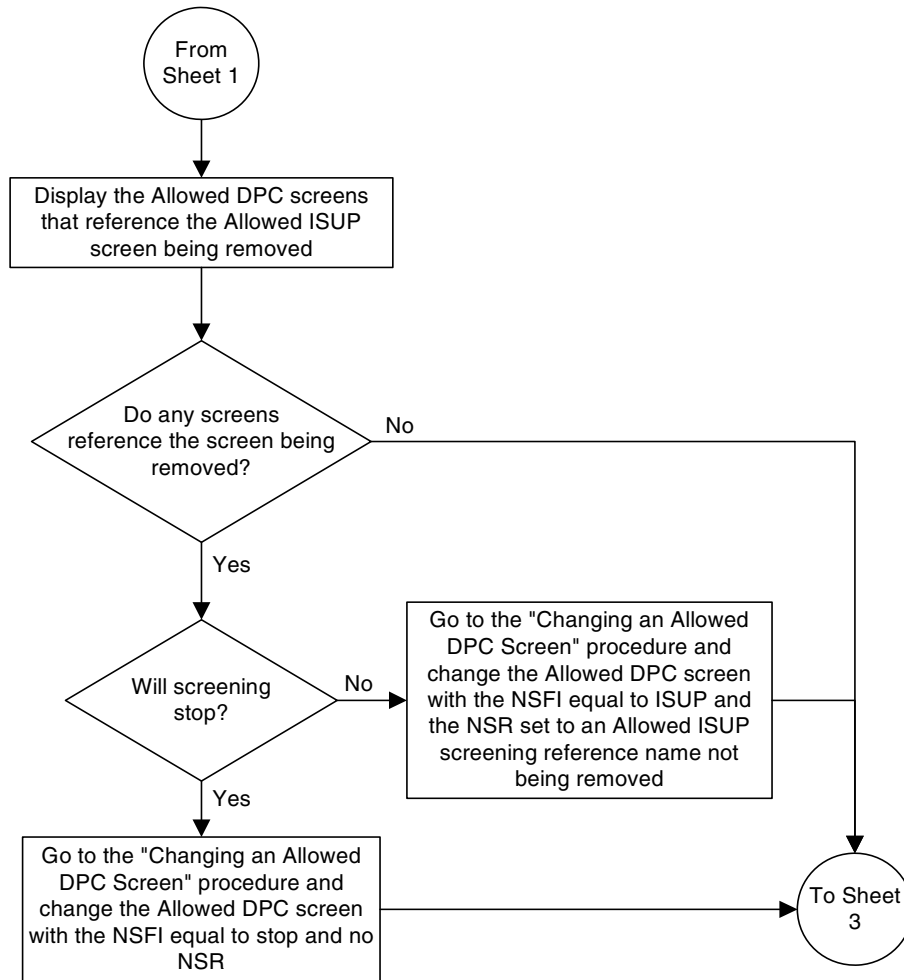 From
Sheet 1
Display the Allowed DPC screens
that reference the Allowed ISUP
screen being removed
Do any screens
reference the screen being
removed?
No
Yes
Will screening
stop?
No
Go to the "Changing an Allowed
DPC Screen" procedure and
change the Allowed DPC screen
with the NSFI equal to ISUP and
the NSR set to an Allowed ISUP
screening reference name not
being removed
Yes
Go to the "Changing an Allowed
DPC Screen" procedure and
change the Allowed DPC screen
with the NSFI equal to stop and no
NSR
To Sheet
3